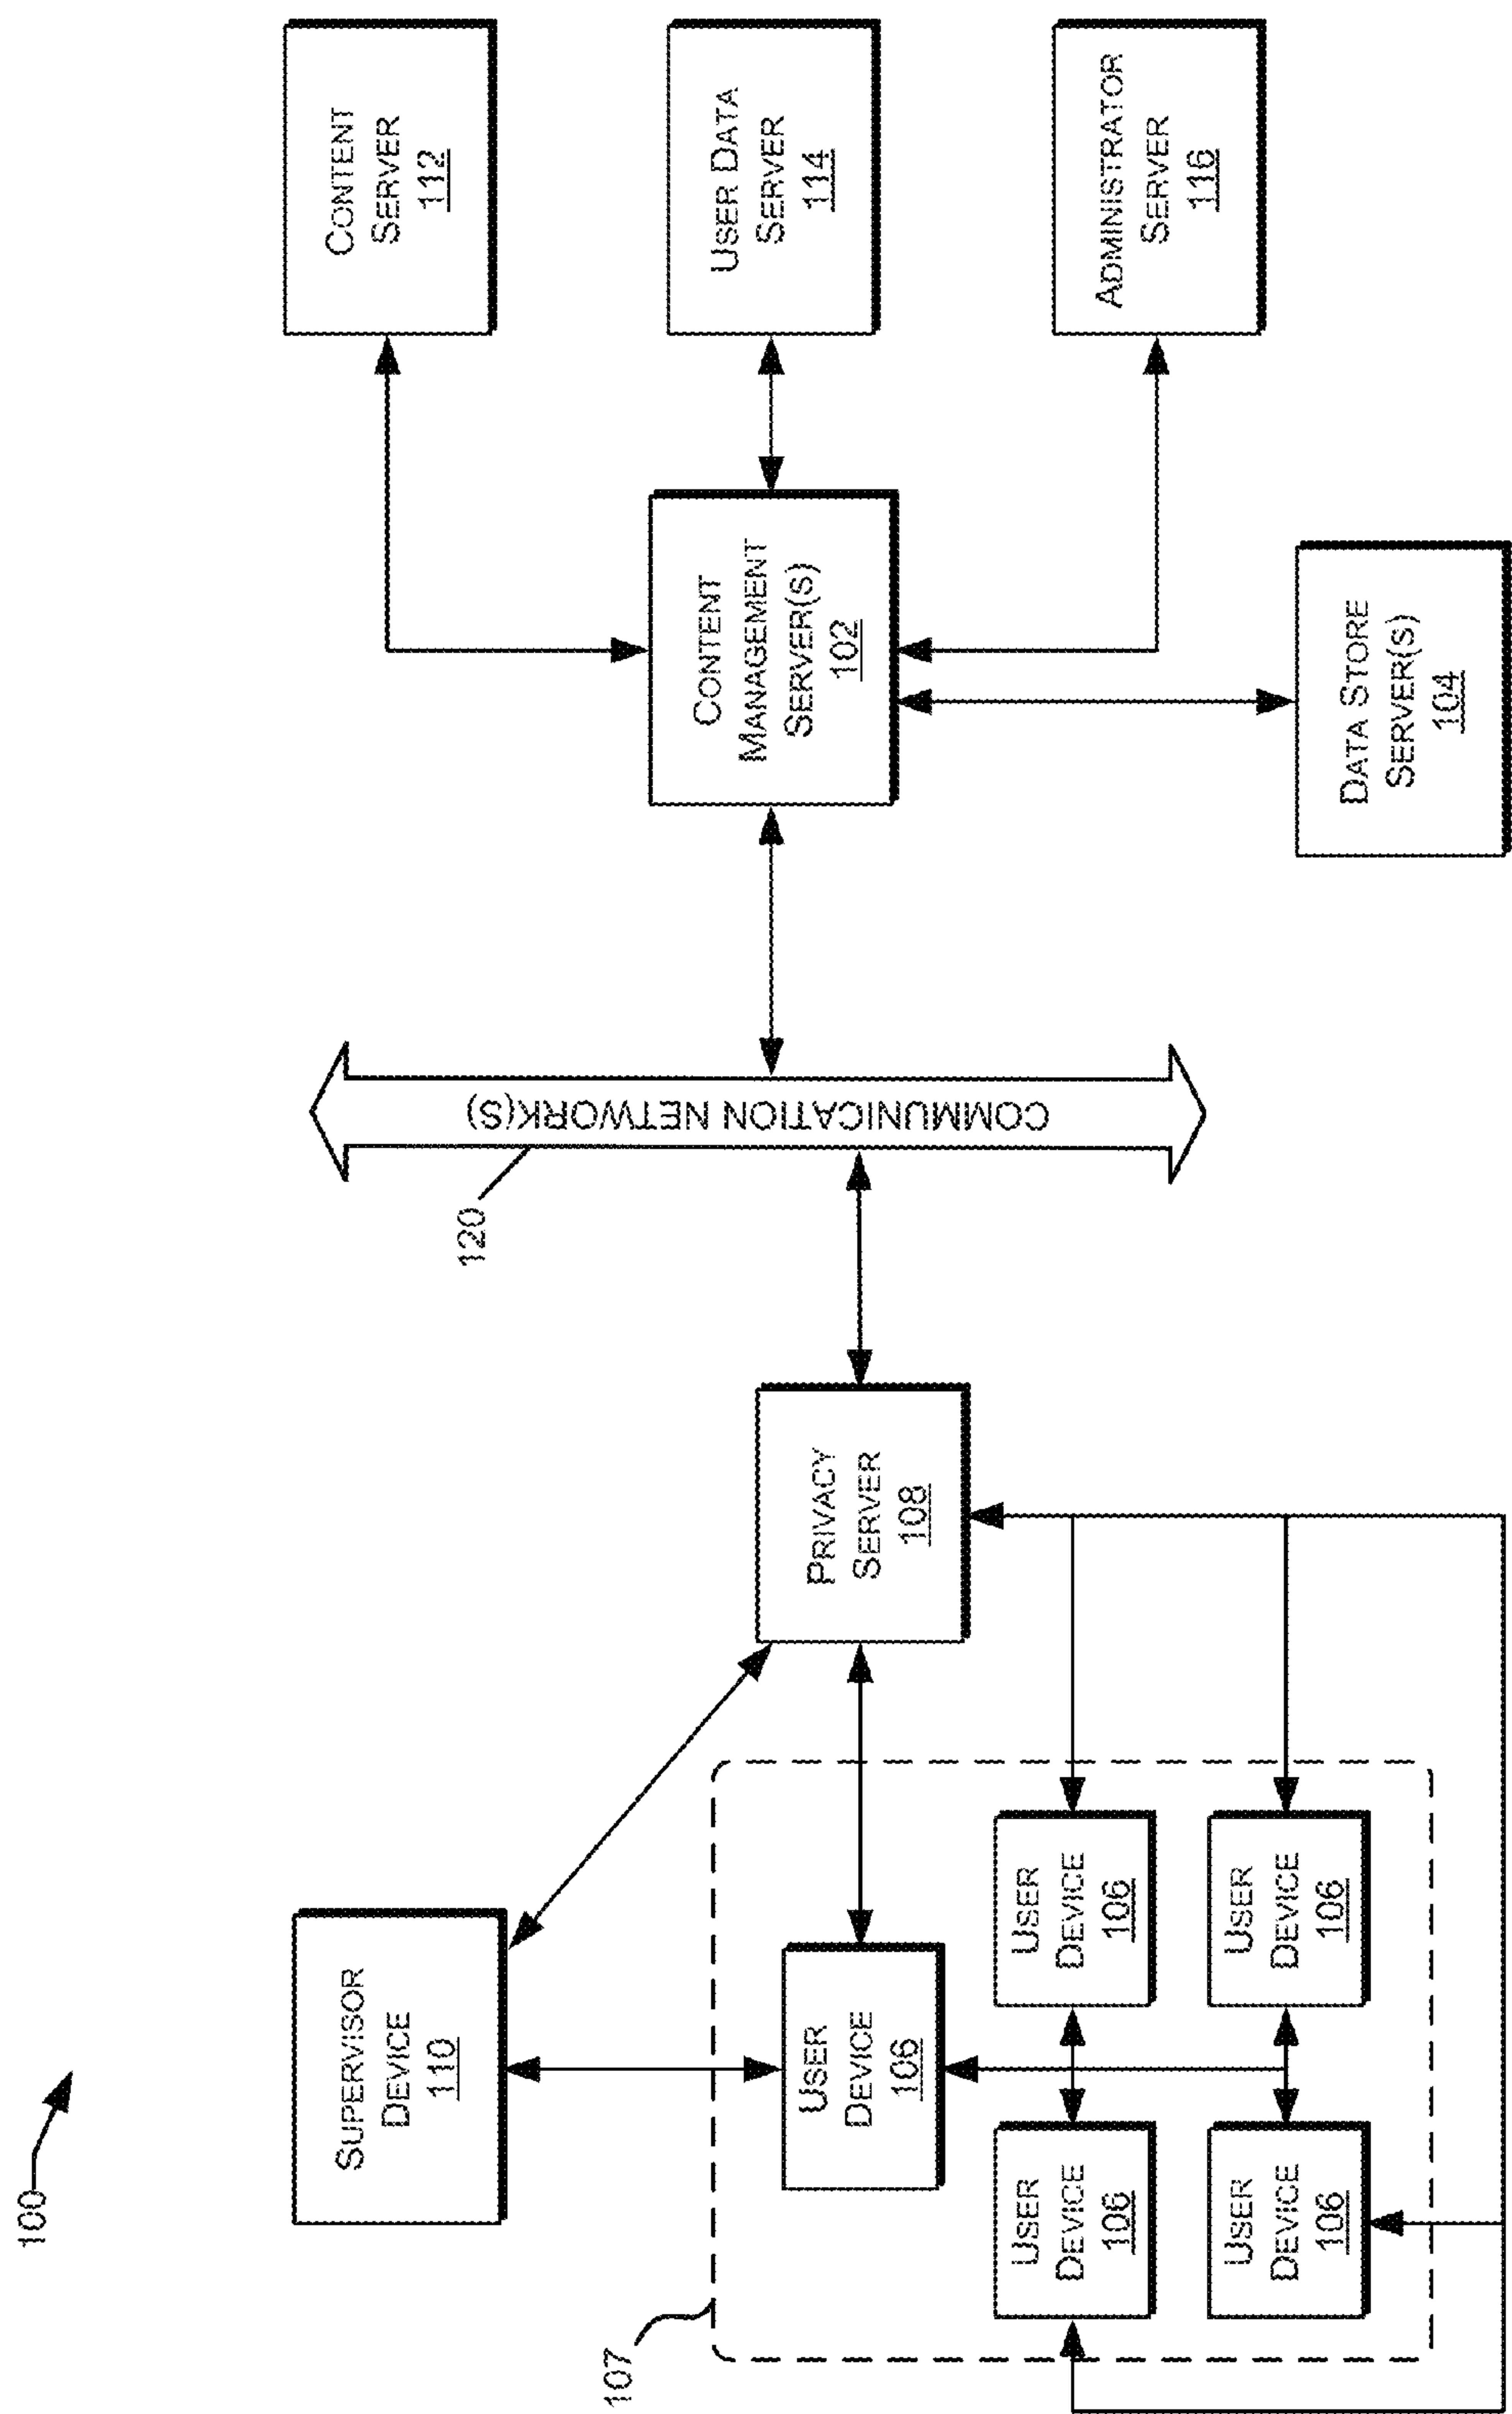 100
SUPERVISOR
DEVICE
110
107
USER
DEVICE
106
USER
DEVICE
106
USER
DEVICE
106
USER
DEVICE
106
USER
DEVICE
106
PRIVACY
SERVER
108
120
COMMUNICATION NETWORK(S)
CONTENT
MANAGEMENT
SERVER(S)
102
DATA STORE
SERVER(S)
104
CONTENT
SERVER
112
USER DATA
SERVER
114
ADMINISTRATOR
SERVER
116